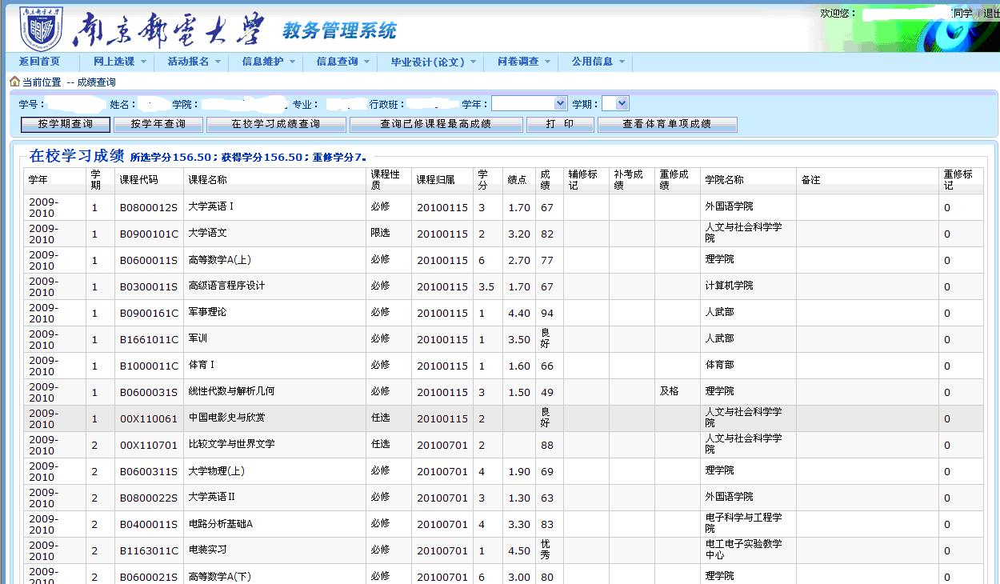 南京郵電大學 教务管理系统
欢迎您： 同学 退出
返回首页 网上选课 活动报名 信息维护 信息查询 毕业设计(论文) 问卷调查 公用信息
当前位置 -- 成绩查询
学号： 姓名： 学院： 专业： 行政班： 学年： 学期：
按学期查询 按学年查询 在校学习成绩查询 查询已修课程最高成绩 打 印 查看体育单项成绩
在校学习成绩 所选学分156.50；获得学分156.50；重修学分7。
学年 学期 课程代码 课程名称 课程性质 课程归属 学分 绩点 成绩 辅修标记 补考成绩 重修成绩 学院名称 备注 重修标记
2009-2010 1 B0800012S 大学英语Ⅰ 必修 20100115 3 1.70 67 外国语学院 0
2009-2010 1 B0900101C 大学语文 限选 20100115 2 3.20 82 人文与社会科学学院 0
2009-2010 1 B0600011S 高等数学A(上) 必修 20100115 6 2.70 77 理学院 0
2009-2010 1 B0300011S 高级语言程序设计 必修 20100115 3.5 1.70 67 计算机学院 0
2009-2010 1 B0900161C 军事理论 必修 20100115 1 4.40 94 人武部 0
2009-2010 1 B1661011C 军训 必修 20100115 1 3.50 良好 人武部 0
2009-2010 1 B1000011C 体育Ⅰ 必修 20100115 1 1.60 66 体育部 0
2009-2010 1 B0600031S 线性代数与解析几何 必修 20100115 3 1.50 49 及格 理学院 0
2009-2010 1 00X110061 中国电影史与欣赏 任选 20100115 2 良好 人文与社会科学学院 0
2009-2010 2 00X110701 比较文学与世界文学 任选 20100701 2 88 人文与社会科学学院 0
2009-2010 2 B0600311S 大学物理(上) 必修 20100701 4 1.90 69 理学院 0
2009-2010 2 B0800022S 大学英语Ⅱ 必修 20100701 3 1.30 63 外国语学院 0
2009-2010 2 B0400011S 电路分析基础A 必修 20100701 4 3.30 83 电子科学与工程学院 0
2009-2010 2 B1163011C 电装实习 必修 20100701 1 4.50 优秀 电工电子实验教学中心 0
2009-2010 2 B0600021S 高等数学A(下) 必修 20100701 6 3.00 80 理学院 0